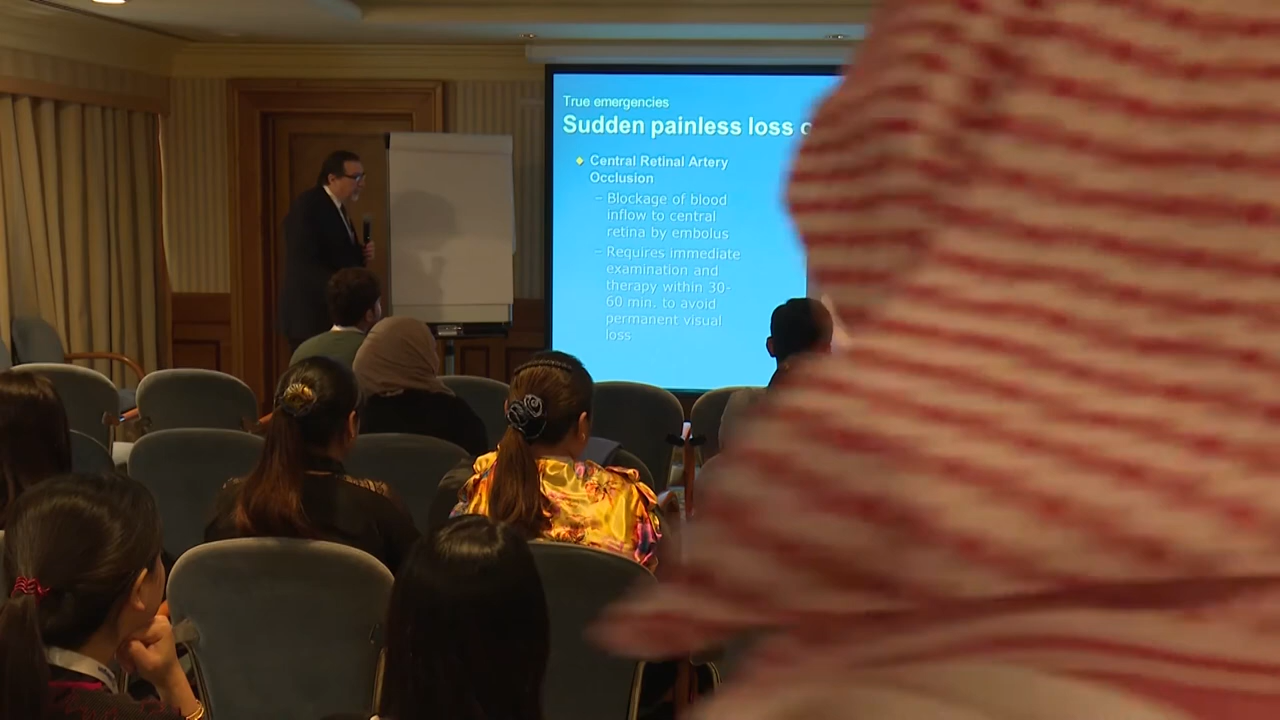 True emergencies
Sudden painless loss
◆ Central Retinal Artery
Occlusion
– Blockage of blood
inflow to central
retina by embolus
– Requires immediate
examination and
therapy within 30-
60 min. to avoid
permanent visual
loss